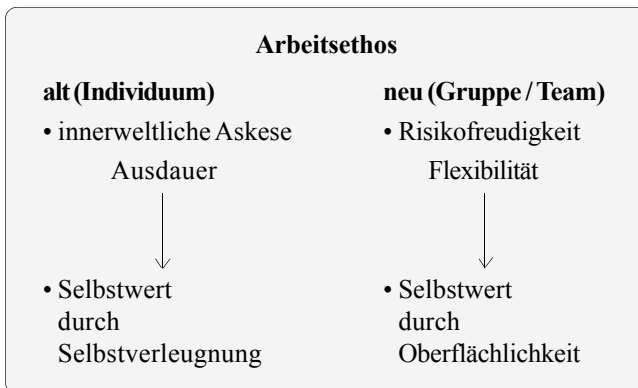 Arbeitsethos
alt (Individuum)
• innerweltliche Askese
Ausdauer
• Selbstwert
durch
Selbstverleugnung
neu (Gruppe / Team)
• Risikofreudigkeit
Flexibilität
• Selbstwert
durch
Oberflächlichkeit